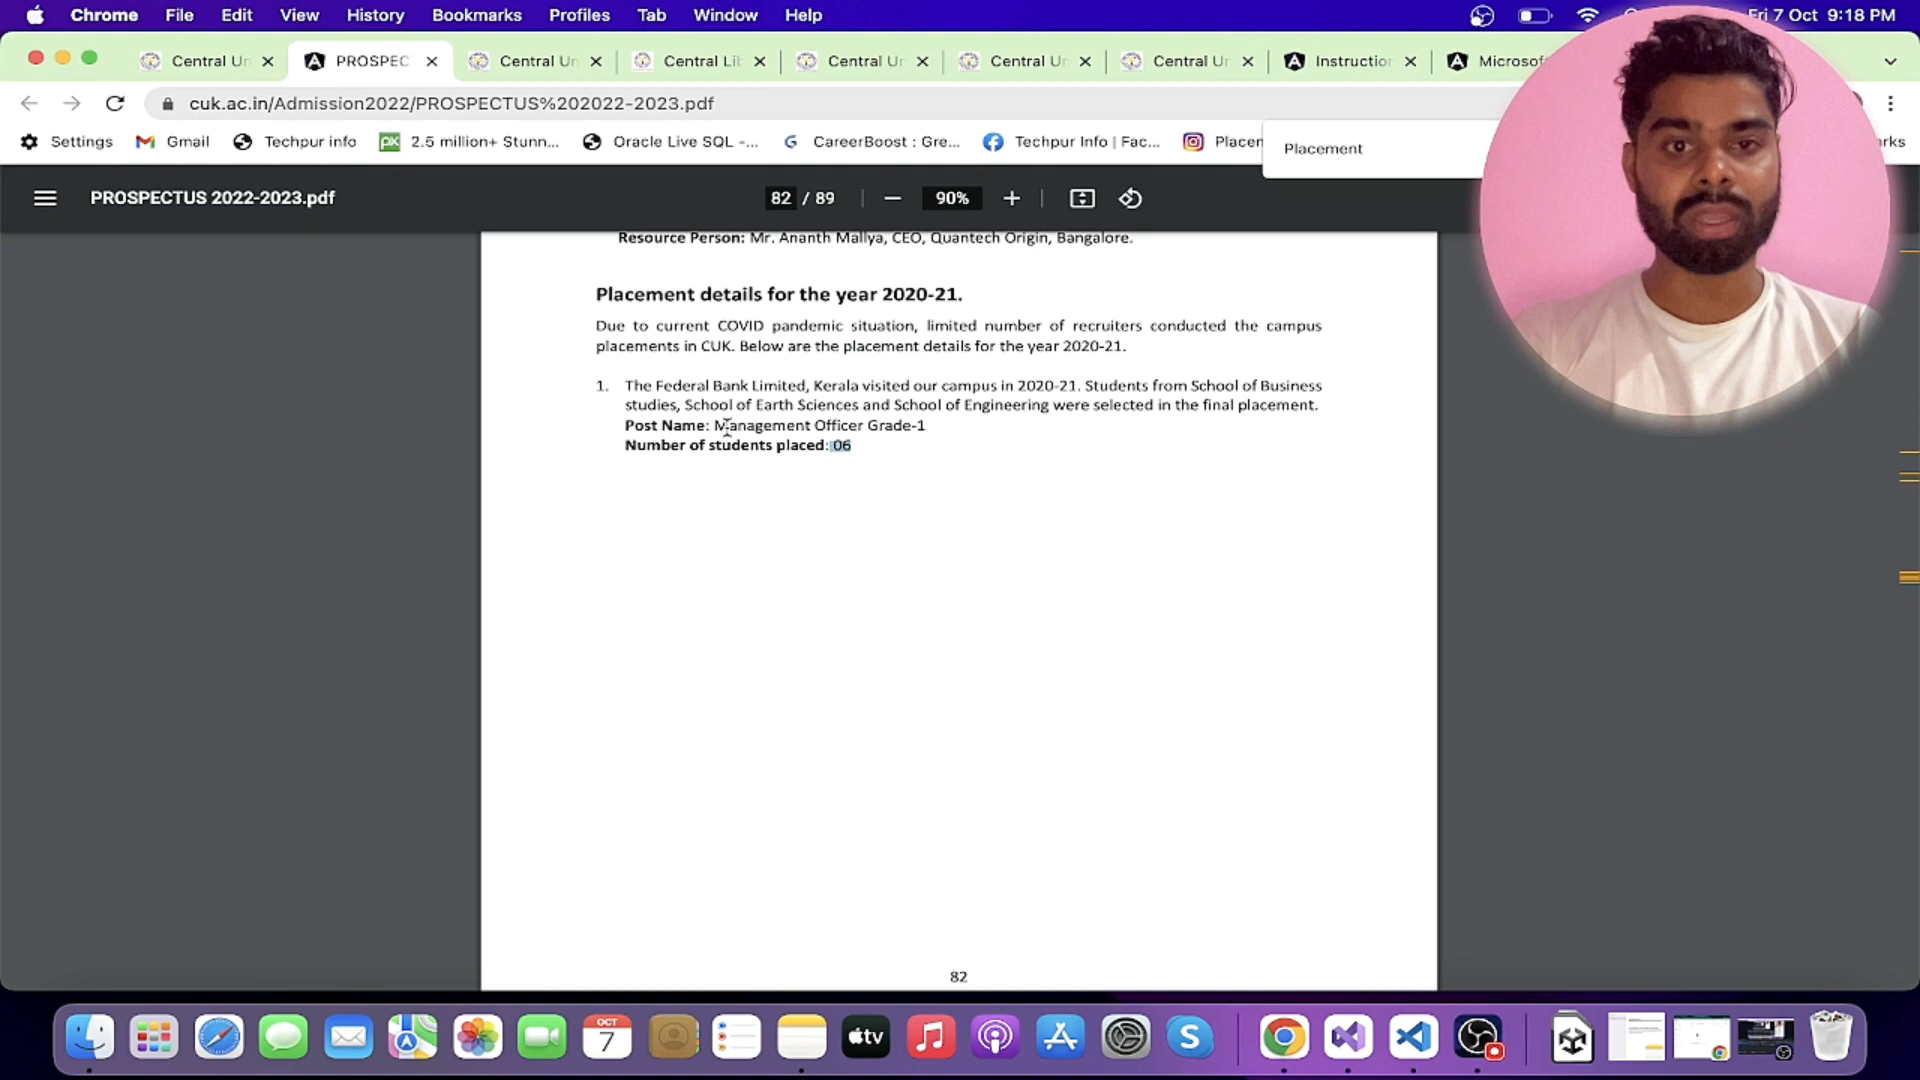 Chrome File Edit View History Bookmarks Profiles Tab Window Help Fri 7 Oct 9:18 PM
Central Un PROSPEC Central Un Central Lib Central Un Central Un Central Un Instruction Microsof
cuk.ac.in/Admission2022/PROSPECTUS%202022-2023.pdf
Settings Gmail Techpur info 2.5 million+ Stunn... Oracle Live SQL -... CareerBoost : Gre... Techpur Info | Fac... Placem
Placement
PROSPECTUS 2022-2023.pdf 82 / 89 90%
Resource Person: Mr. Ananth Mallya, CEO, Quantech Origin, Bangalore.
Placement details for the year 2020-21.
Due to current COVID pandemic situation, limited number of recruiters conducted the campus
placements in CUK. Below are the placement details for the year 2020-21.
1. The Federal Bank Limited, Kerala visited our campus in 2020-21. Students from School of Business
studies, School of Earth Sciences and School of Engineering were selected in the final placement.
Post Name: Management Officer Grade-1
Number of students placed: 06
82
OCT
7
tv